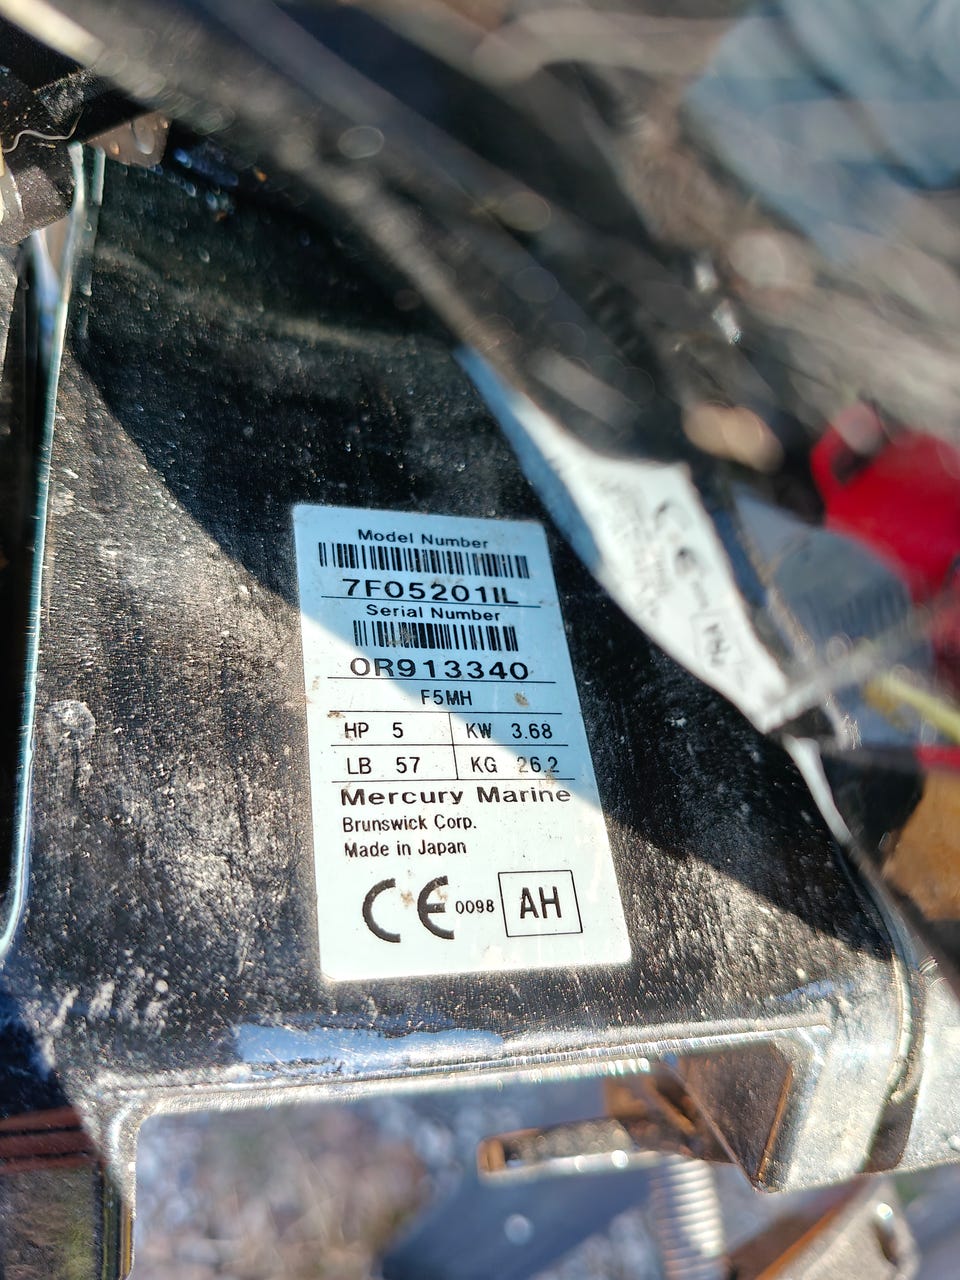 Model Number
7F05201IL
Serial Number
0R913340
F5MH
HP 5 KW 3.68
LB 57 KG 26.2
Mercury Marine
Brunswick Corp.
Made in Japan
CE 0098 AH